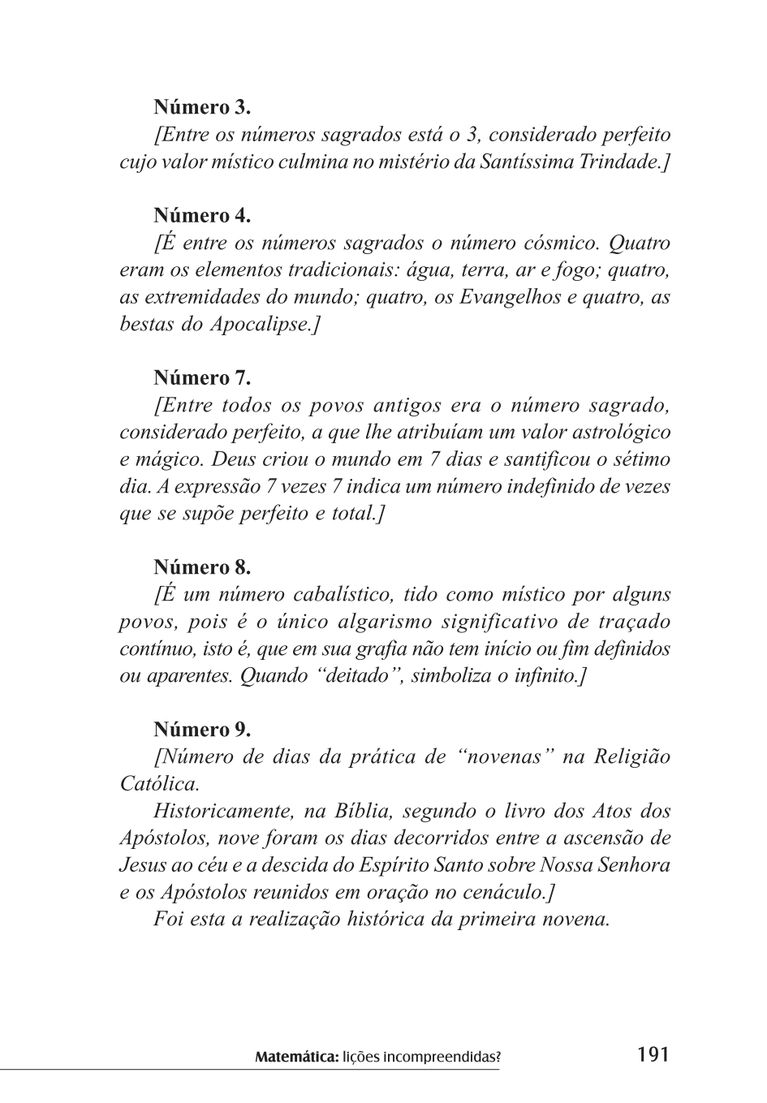 Número 3.
[Entre os números sagrados está o 3, considerado perfeito
cujo valor místico culmina no mistério da Santíssima Trindade.]
Número 4.
[É entre os números sagrados o número cósmico. Quatro
eram os elementos tradicionais: água, terra, ar e fogo; quatro,
as extremidades do mundo; quatro, os Evangelhos e quatro, as
bestas do Apocalipse.]
Número 7.
[Entre todos os povos antigos era o número sagrado,
considerado perfeito, a que lhe atribuíam um valor astrológico
e mágico. Deus criou o mundo em 7 dias e santificou o sétimo
dia. A expressão 7 vezes 7 indica um número indefinido de vezes
que se supõe perfeito e total.]
Número 8.
[É um número cabalístico, tido como místico por alguns
povos, pois é o único algarismo significativo de traçado
contínuo, isto é, que em sua grafia não tem início ou fim definidos
ou aparentes. Quando “deitado”, simboliza o infinito.]
Número 9.
[Número de dias da prática de “novenas” na Religião
Católica.
Historicamente, na Bíblia, segundo o livro dos Atos dos
Apóstolos, nove foram os dias decorridos entre a ascensão de
Jesus ao céu e a descida do Espírito Santo sobre Nossa Senhora
e os Apóstolos reunidos em oração no cenáculo.]
Foi esta a realização histórica da primeira novena.
Matemática: lições incompreendidas? 191